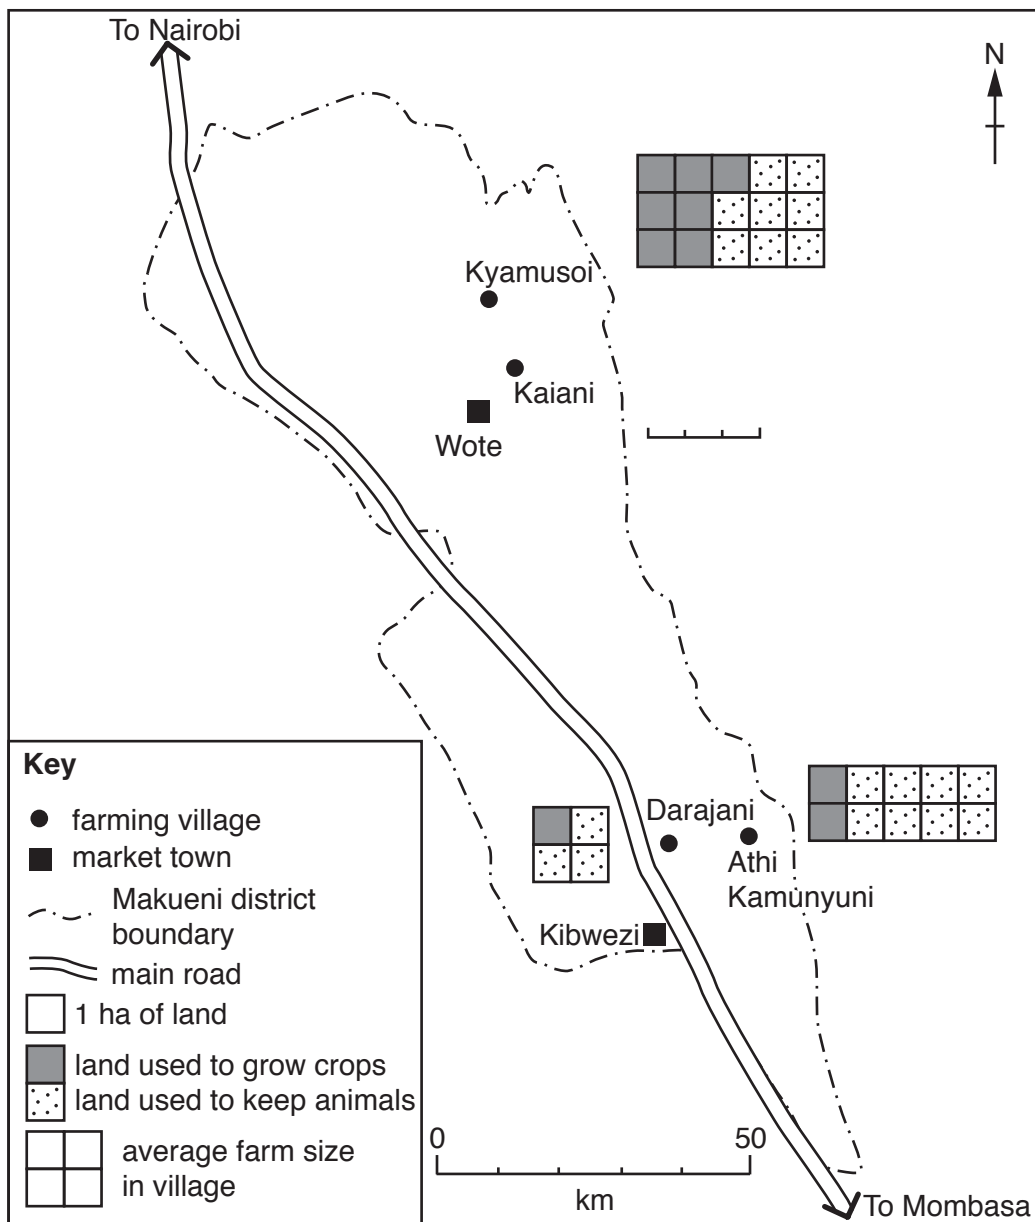 To Nairobi
N
Kyamusoi
Kaiani
Wote
Darajani
Athi
Kamunyuni
Kibwezi
Key
farming village
market town
Makueni district
boundary
main road
1 ha of land
land used to grow crops
land used to keep animals
average farm size
in village
0 50
km
To Mombasa